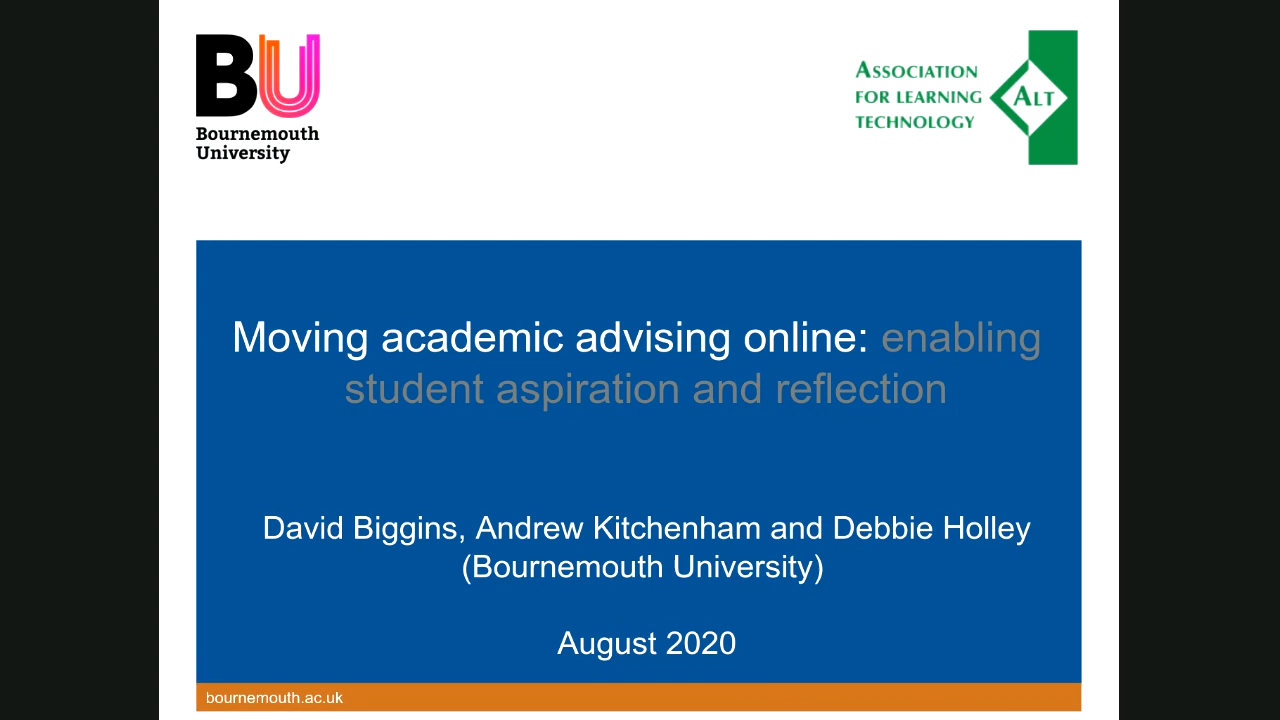 BU
Bournemouth
University
ASSOCIATION
FOR LEARNING
TECHNOLOGY
ALT
Moving academic advising online: enabling
student aspiration and reflection
David Biggins, Andrew Kitchenham and Debbie Holley
(Bournemouth University)
August 2020
bournemouth.ac.uk